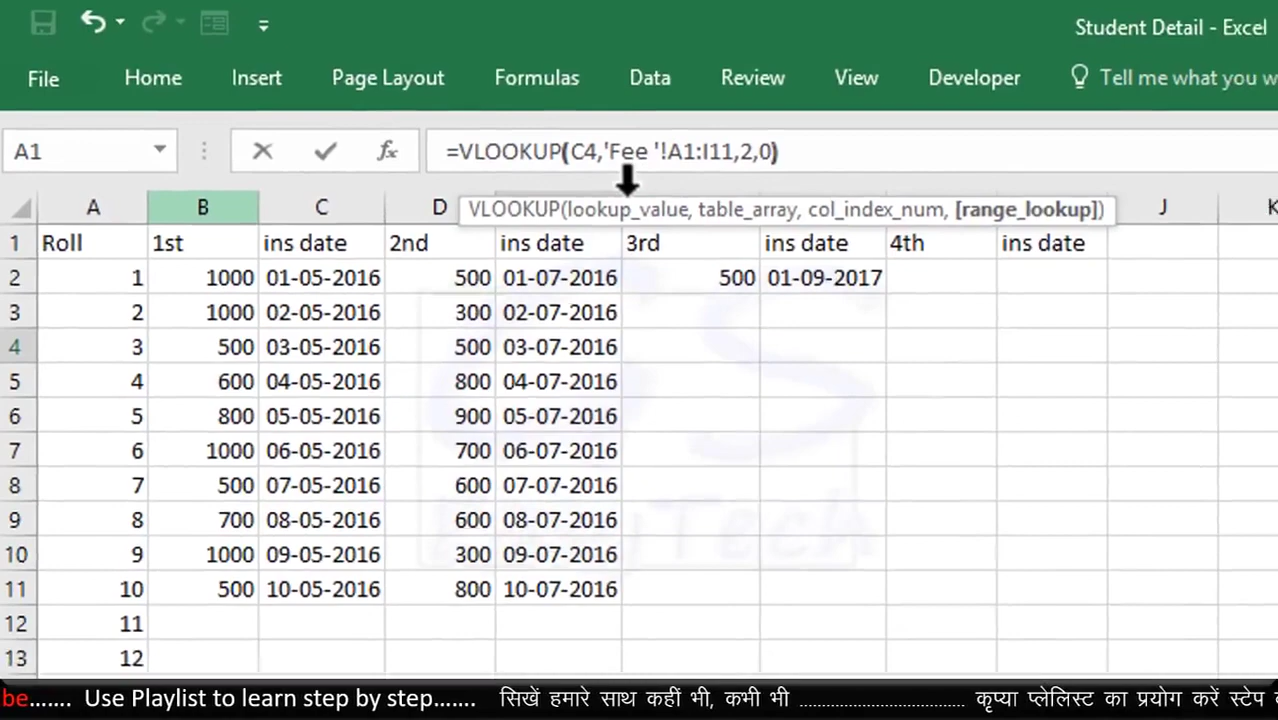 Student Detail - Excel
File Home Insert Page Layout Formulas Data Review View Developer Tell me what you w
A1 fx =VLOOKUP(C4,'Fee '!A1:I11,2,0)
VLOOKUP(lookup_value, table_array, col_index_num, [range_lookup])
A B C D J K
1 Roll 1st ins date 2nd ins date 3rd ins date 4th ins date
2 1 1000 01-05-2016 500 01-07-2016 500 01-09-2017
3 2 1000 02-05-2016 300 02-07-2016
4 3 500 03-05-2016 500 03-07-2016
5 4 600 04-05-2016 800 04-07-2016
6 5 800 05-05-2016 900 05-07-2016
7 6 1000 06-05-2016 700 06-07-2016
8 7 500 07-05-2016 600 07-07-2016
9 8 700 08-05-2016 600 08-07-2016
10 9 1000 09-05-2016 300 09-07-2016
11 10 500 10-05-2016 800 10-07-2016
12 11
13 12
be....... Use Playlist to learn step by step....... सिखें हमारे साथ कहीं भी, कभी भी ........................................ कृप्या प्लेलिस्ट का प्रयोग करें स्टेप